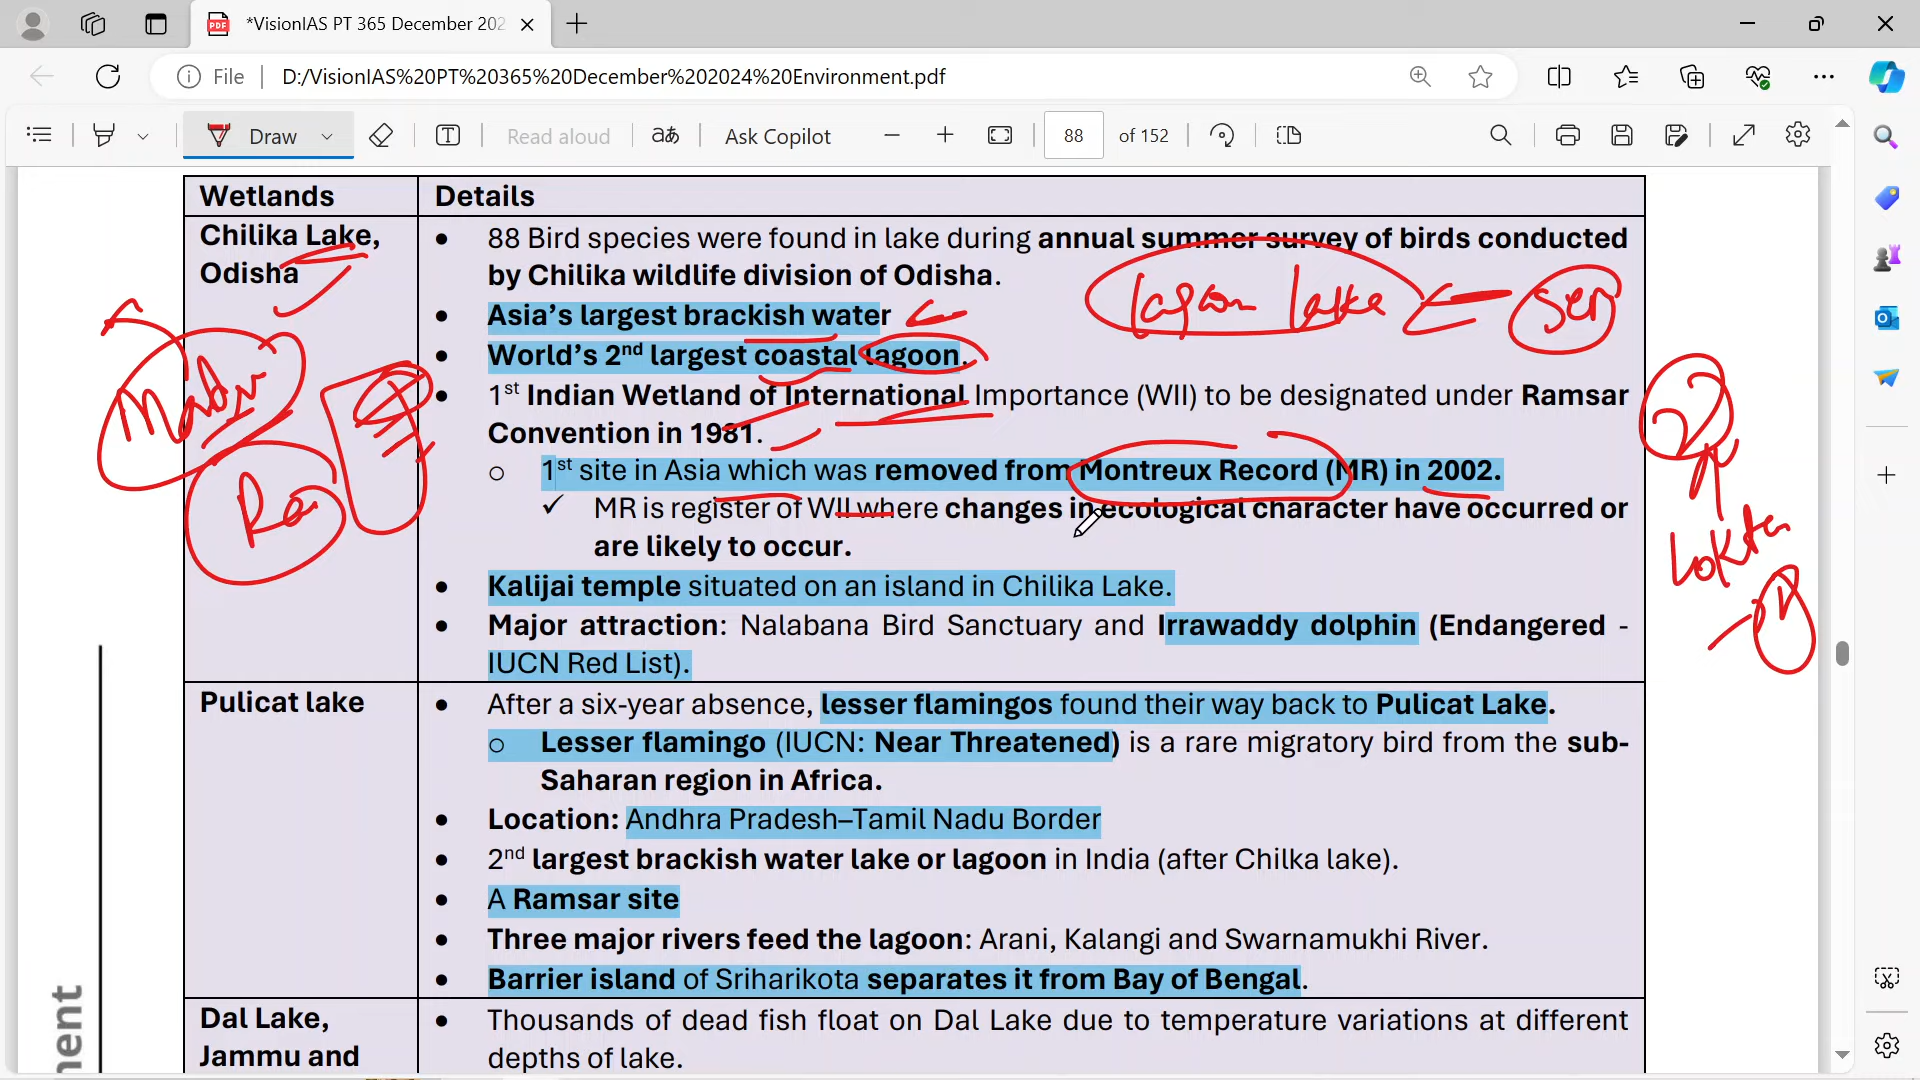 *VisionIAS PT 365 December 202
File
D:/VisionIAS%20PT%20365%20December%202024%20Environment.pdf
Draw
Read aloud
Ask Copilot
88
of 152
Wetlands
Details
Chilika Lake,
Odisha
88 Bird species were found in lake during annual summer survey of birds conducted
by Chilika wildlife division of Odisha.
Asia's largest brackish water
World's 2nd largest coastal lagoon.
1st Indian Wetland of International Importance (WII) to be designated under Ramsar
Convention in 1981.
1st site in Asia which was removed from Montreux Record (MR) in 2002.
MR is register of WII where changes in ecological character have occurred or
are likely to occur.
Kalijai temple situated on an island in Chilika Lake.
Major attraction: Nalabana Bird Sanctuary and Irrawaddy dolphin (Endangered -
IUCN Red List).
lagoon lake
Pulicat lake
After a six-year absence, lesser flamingos found their way back to Pulicat Lake.
Lesser flamingo (IUCN: Near Threatened) is a rare migratory bird from the sub-
Saharan region in Africa.
Location: Andhra Pradesh–Tamil Nadu Border
2nd largest brackish water lake or lagoon in India (after Chilka lake).
A Ramsar site
Three major rivers feed the lagoon: Arani, Kalangi and Swarnamukhi River.
Barrier island of Sriharikota separates it from Bay of Bengal.
Dal Lake,
Jammu and
Thousands of dead fish float on Dal Lake due to temperature variations at different
depths of lake.